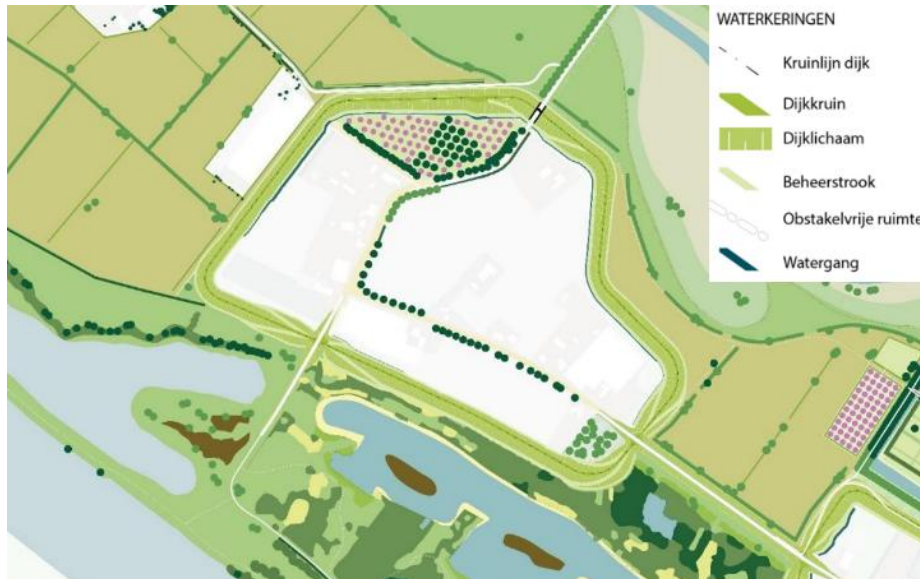 WATERKERINGEN
Kruinlijn dijk
Dijkkruin
Dijklichaam
Beheerstrook
Obstakelvrije ruimte
Watergang